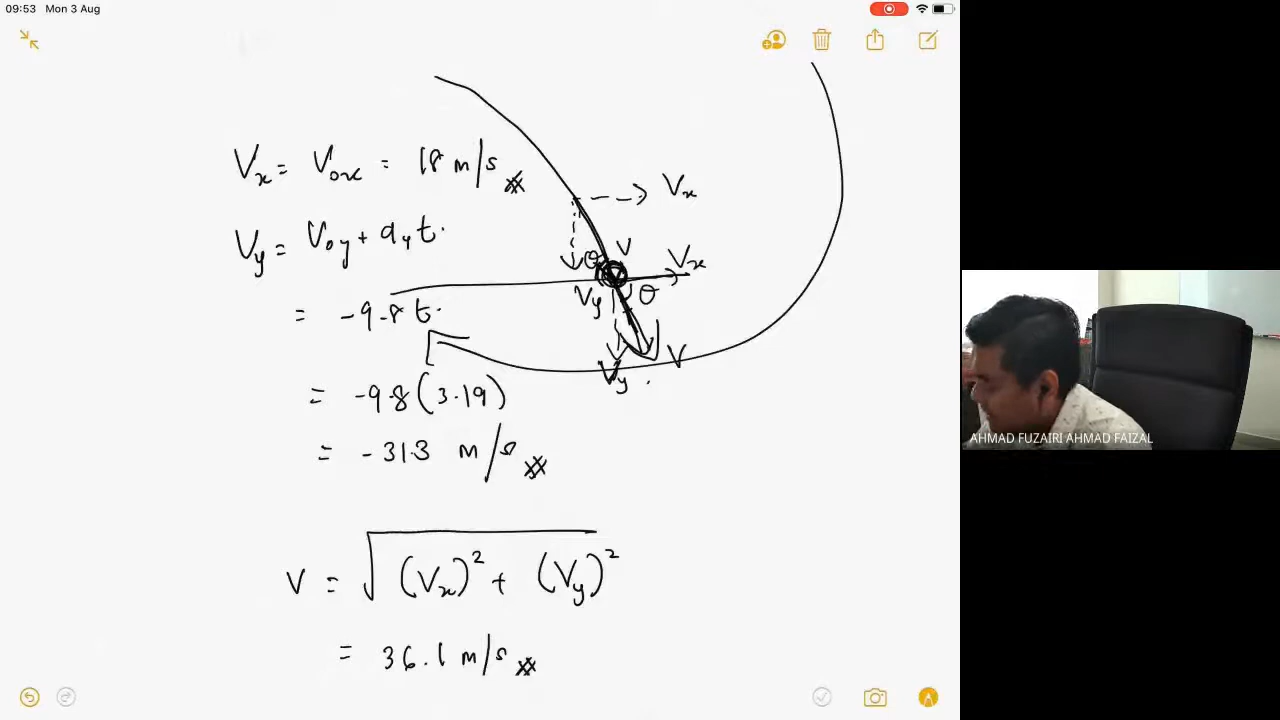 09:53 Mon 3 Aug
Vx = Vox = 18 m/s
Vx
Vy = Voy + ayt.
θ V Vx
Vy θ
= -9.8 t.
V
Vy
= -9.8 (3.19)
= -31.3 m/s
AHMAD FUZAIRI AHMAD FAIZAL
V = √(Vx)² + (Vy)²
= 36.1 m/s